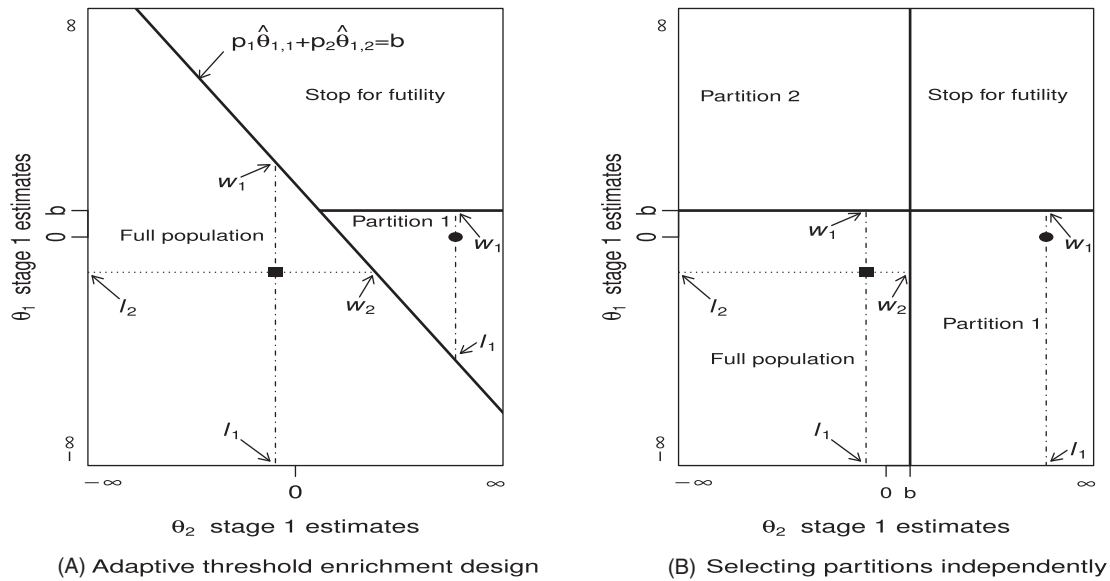 ∞
p₁θ̂₁,₁+p₂θ̂₁,₂=b
Stop for futility
w₁
Partition 1
Full population
w₁
l₂
w₂
l₁
l₁
θ₁ stage 1 estimates
b
0
−∞
−∞
0
∞
θ₂ stage 1 estimates
(A) Adaptive threshold enrichment design
∞
Partition 2
Stop for futility
w₁
w₁
l₂
w₂
Partition 1
Full population
l₁
l₁
θ₁ stage 1 estimates
b
0
−∞
−∞
0 b
∞
θ₂ stage 1 estimates
(B) Selecting partitions independently